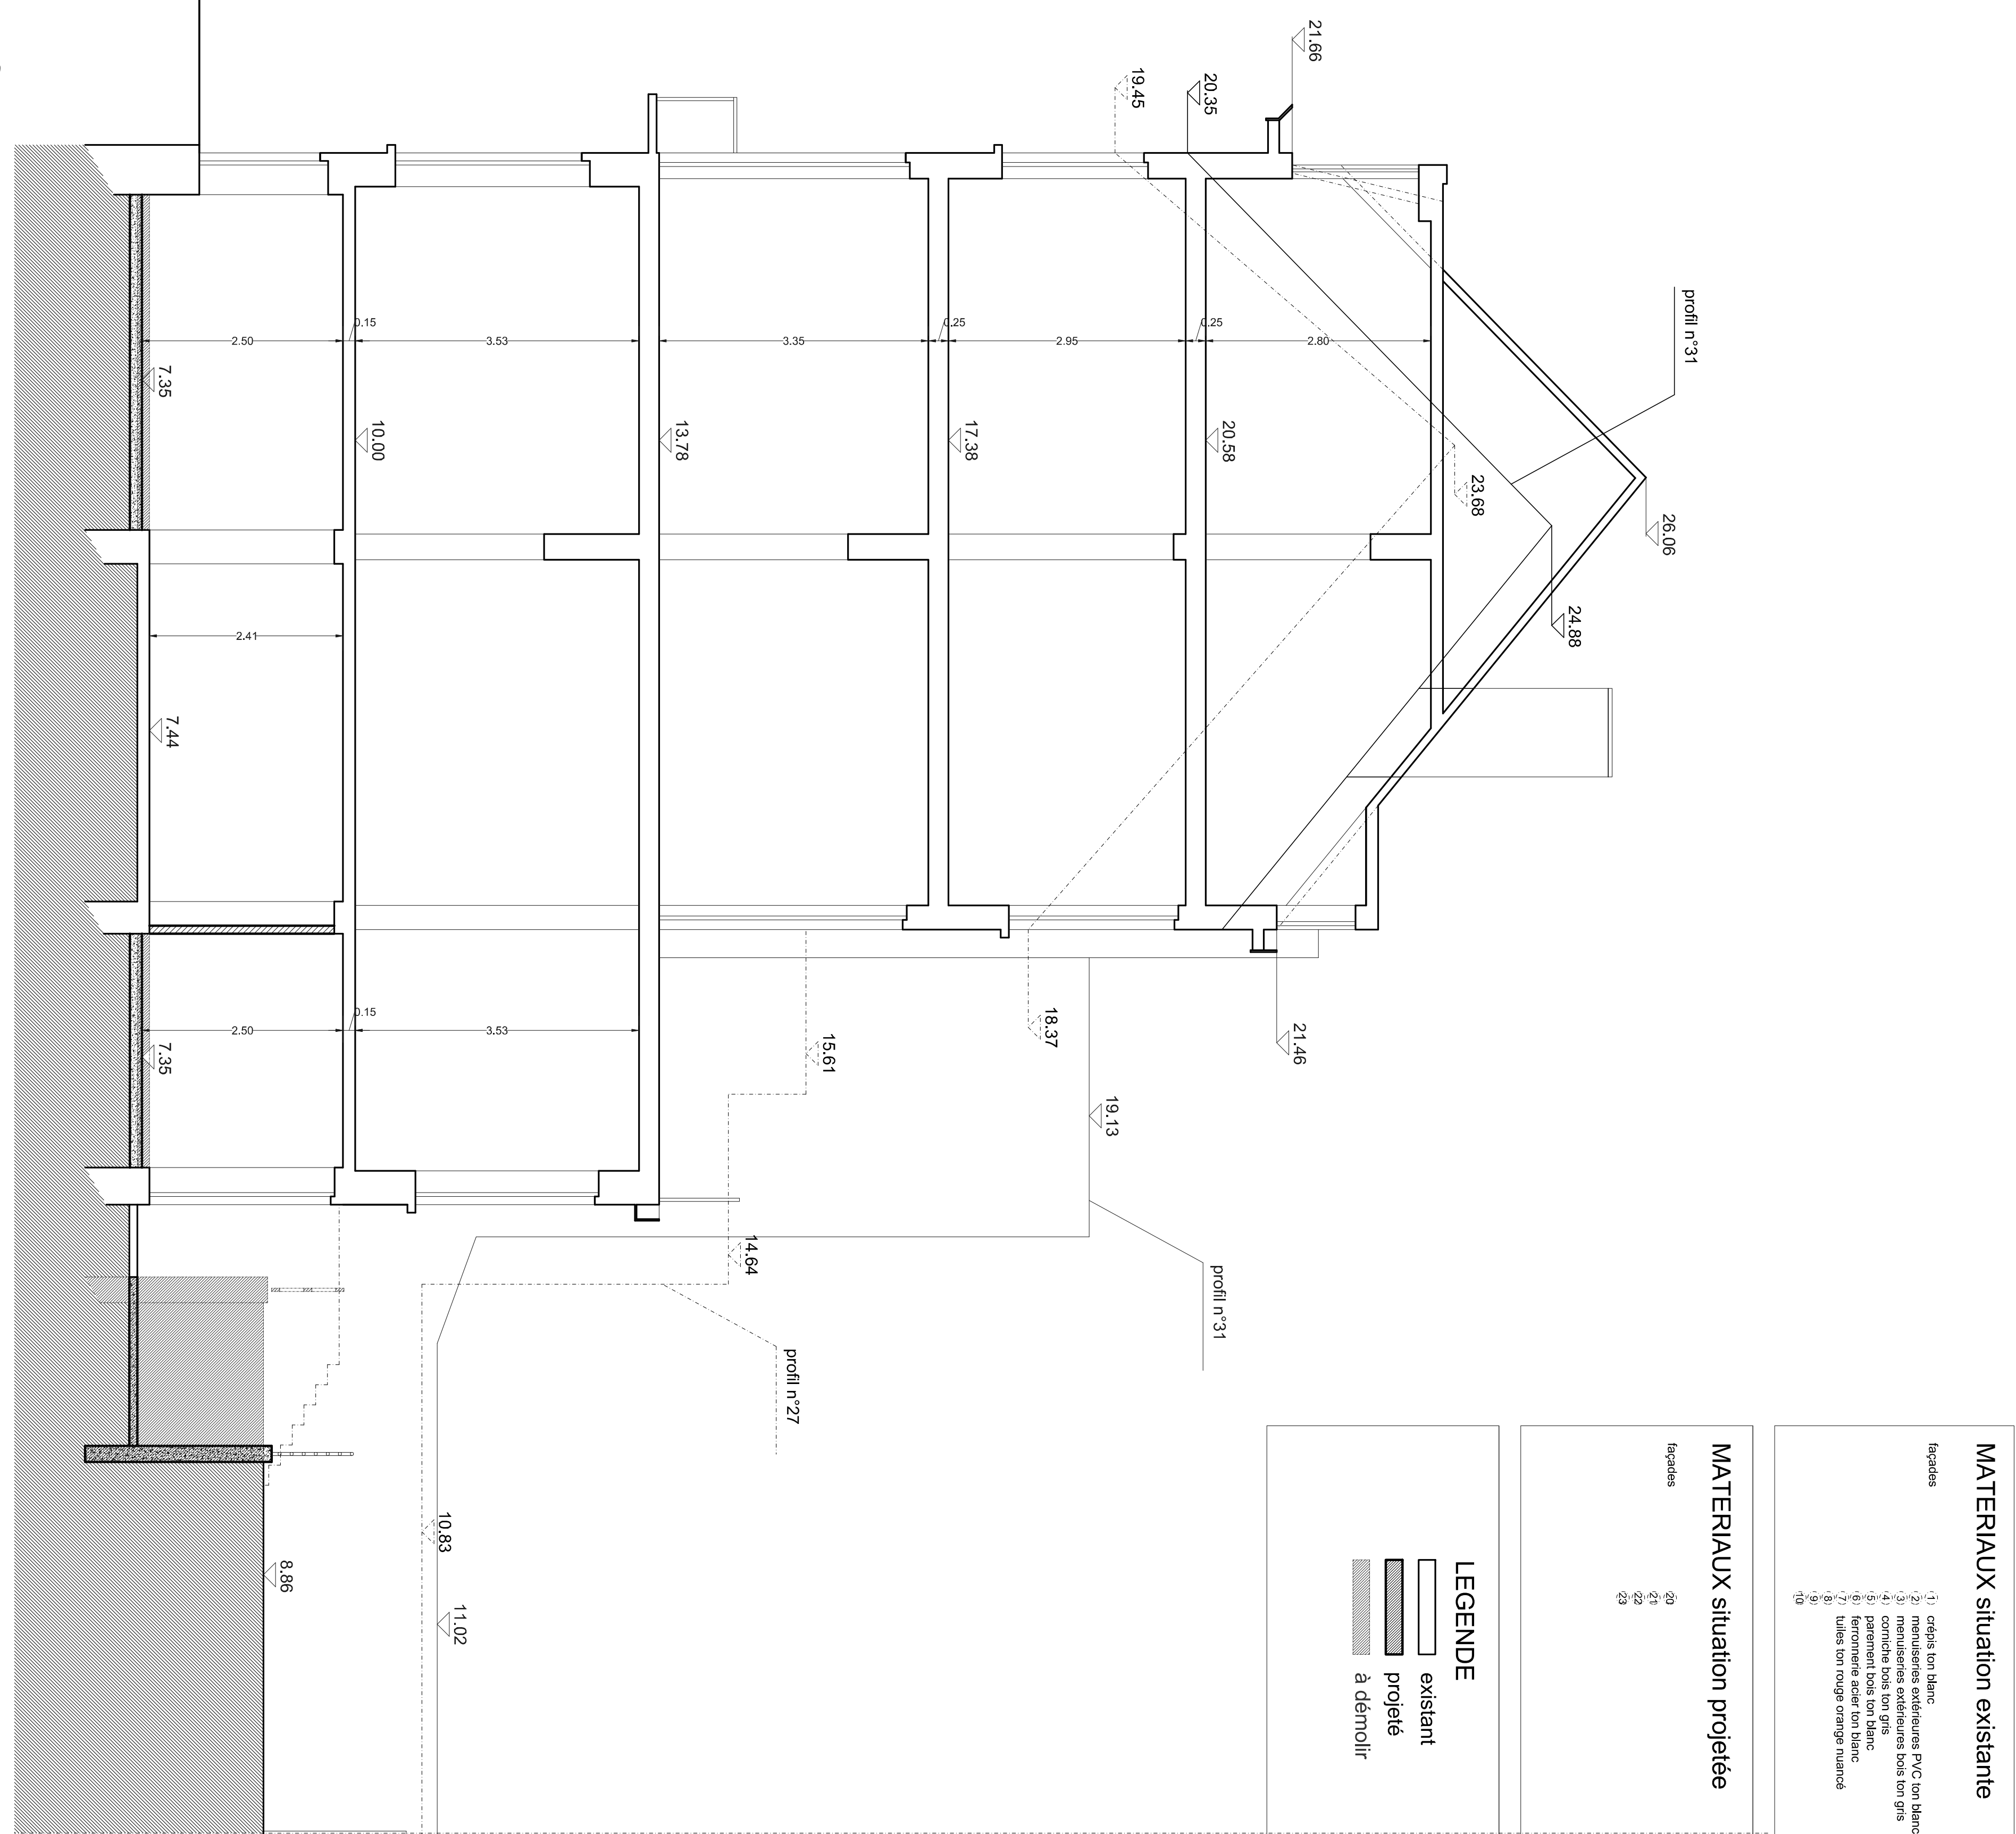 21.66
20.35
19.45
profil n°31
26.06
24.88
23.68
0.15
0.25
0.25
2.50
3.53
3.35
2.95
2.80
7.35
10.00
13.78
17.38
20.58
2.41
7.44
0.15
2.50
3.53
7.35
15.61
18.37
21.46
19.13
14.64
profil n°31
profil n°27
10.83
11.02
8.86
MATERIAUX situation existante
façades
1 crépis ton blanc
2 menuiseries extérieures PVC ton blanc
3 menuiseries extérieures bois ton gris
4 corniche bois ton gris
5 parement bois ton blanc
6 ferronnerie acier ton blanc
7 tuiles ton rouge orange nuancé
8
9
10
MATERIAUX situation projetée
façades
20
21
22
23
LEGENDE
existant
projeté
à démolir